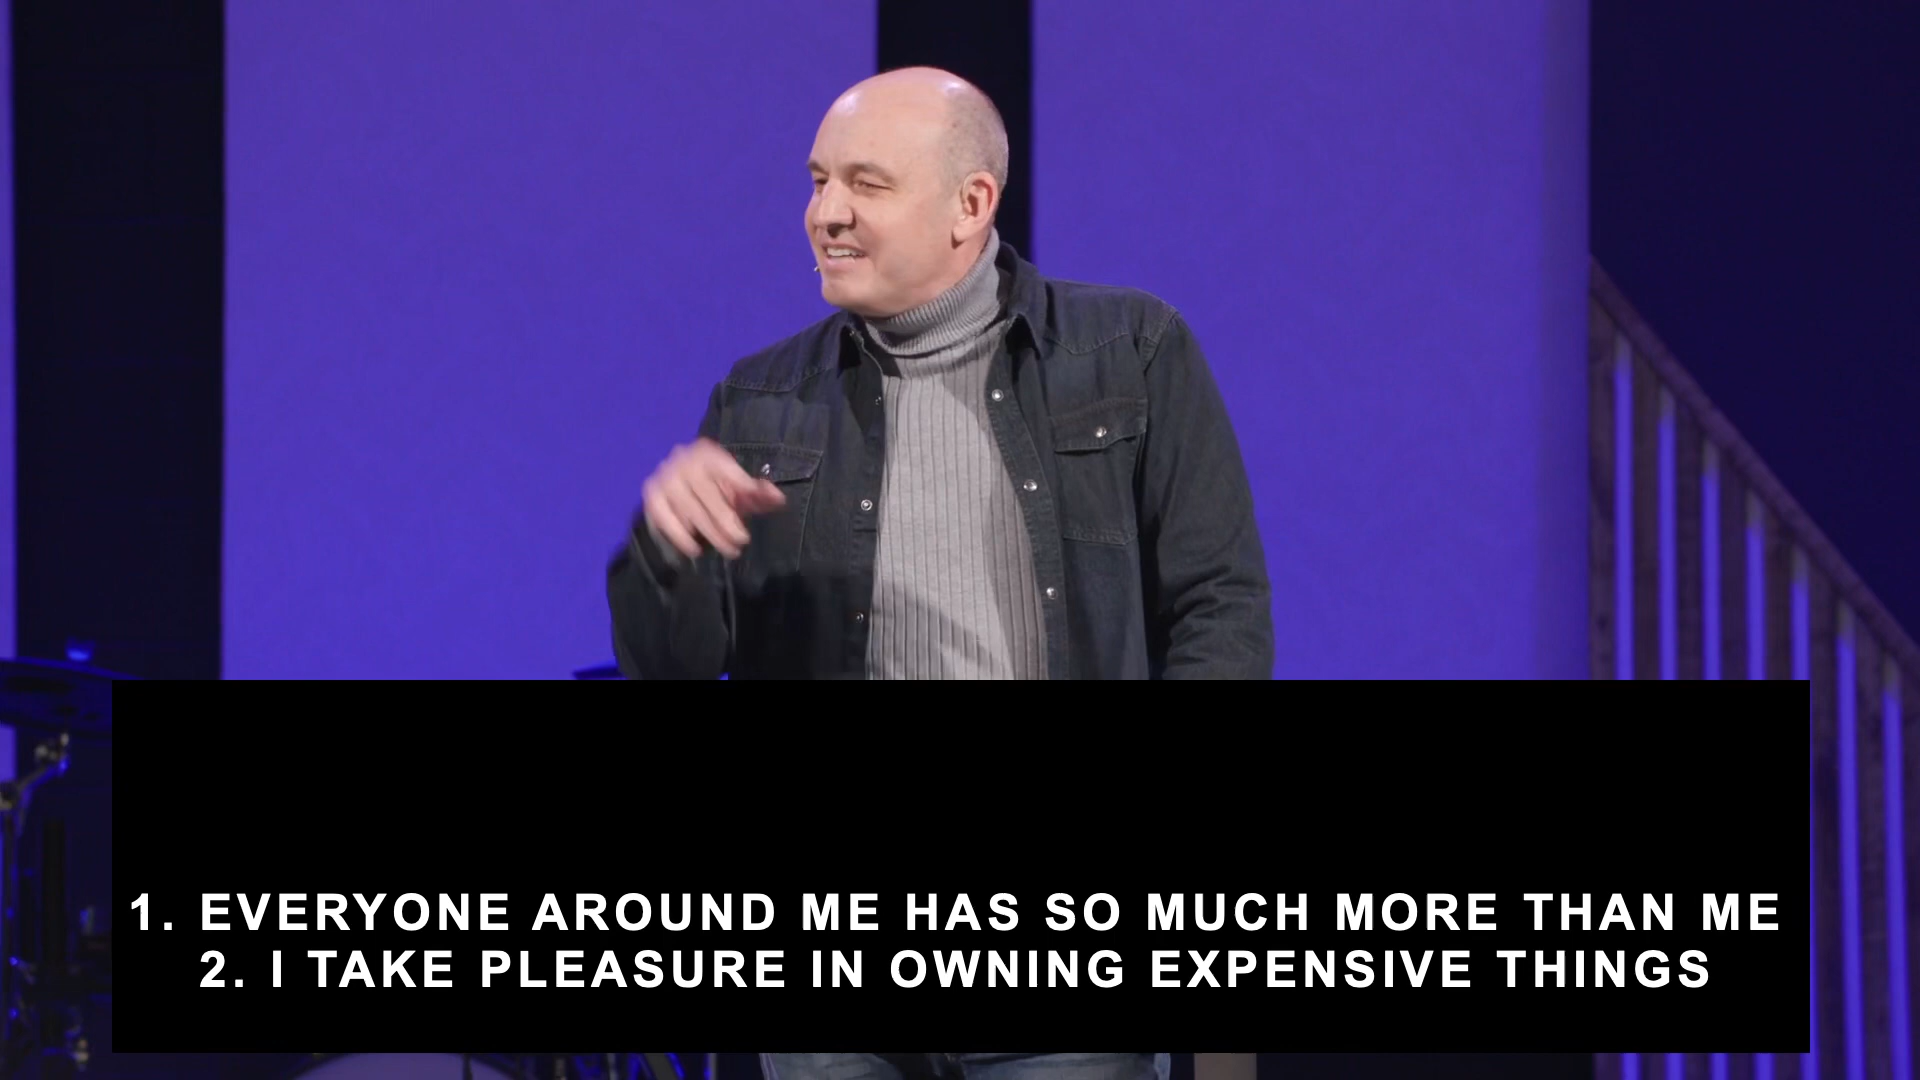 1. EVERYONE AROUND ME HAS SO MUCH MORE THAN ME
2. I TAKE PLEASURE IN OWNING EXPENSIVE THINGS